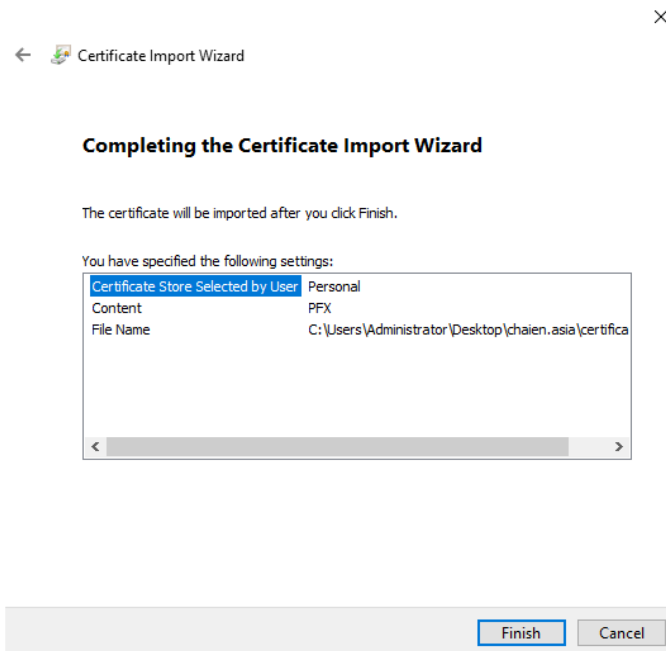 Certificate Import Wizard
Completing the Certificate Import Wizard
The certificate will be imported after you click Finish.
You have specified the following settings:
Certificate Store Selected by User Personal
Content PFX
File Name C:\Users\Administrator\Desktop\chaien.asia\certifica
Finish Cancel